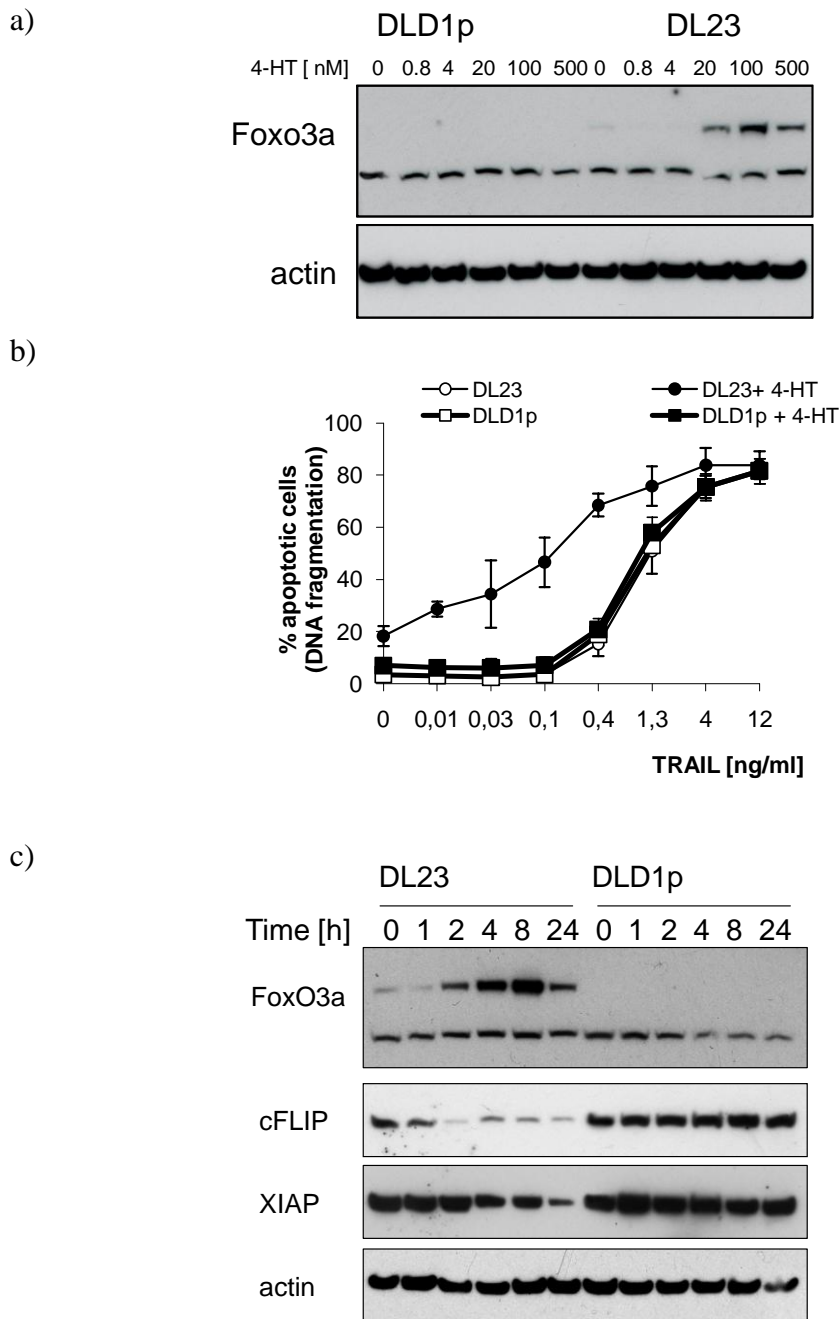 a)
DLD1p DL23
4-HT [ nM] 0 0.8 4 20 100 500 0 0.8 4 20 100 500
Foxo3a
actin
b)
DL23 DL23+ 4-HT
DLD1p DLD1p + 4-HT
% apoptotic cells
(DNA fragmentation)
100
80
60
40
20
0
0 0,01 0,03 0,1 0,4 1,3 4 12
TRAIL [ng/ml]
c)
DL23 DLD1p
Time [h] 0 1 2 4 8 24 0 1 2 4 8 24
FoxO3a
cFLIP
XIAP
actin